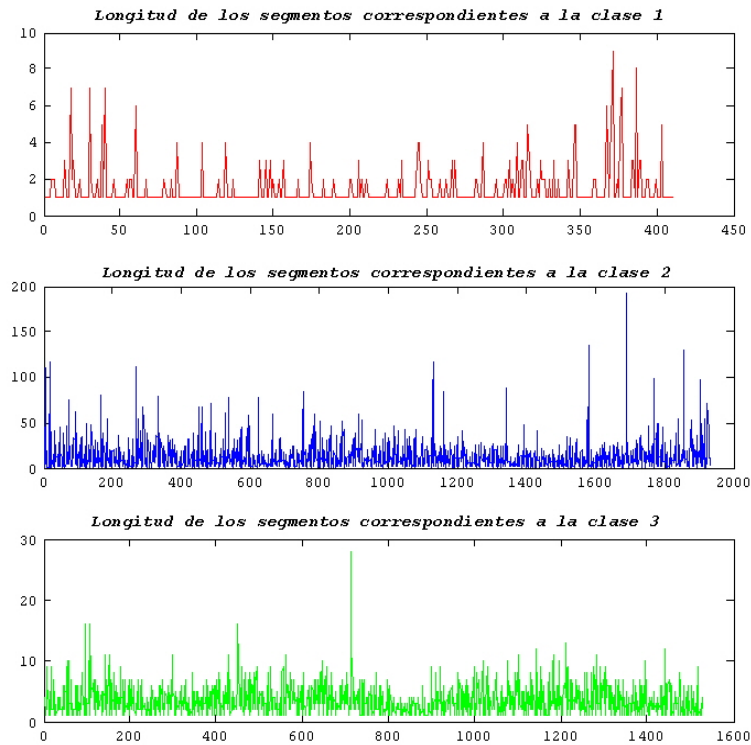 Longitud de los segmentos correspondientes a la clase 1
10
8
6
4
2
0
0 50 100 150 200 250 300 350 400 450
Longitud de los segmentos correspondientes a la clase 2
200
150
100
50
0
0 200 400 600 800 1000 1200 1400 1600 1800 2000
Longitud de los segmentos correspondientes a la clase 3
30
20
10
0
0 200 400 600 800 1000 1200 1400 1600